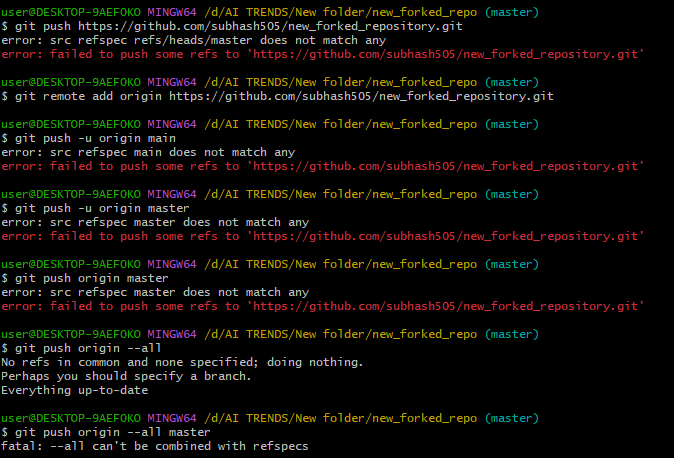 user@DESKTOP-9AEF0KO MINGW64 /d/AI TRENDS/New folder/new_forked_repo (master)
$ git push https://github.com/subhash505/new_forked_repository.git
error: src refspec refs/heads/master does not match any
error: failed to push some refs to 'https://github.com/subhash505/new_forked_repository.git'
user@DESKTOP-9AEF0KO MINGW64 /d/AI TRENDS/New folder/new_forked_repo (master)
$ git remote add origin https://github.com/subhash505/new_forked_repository.git
user@DESKTOP-9AEF0KO MINGW64 /d/AI TRENDS/New folder/new_forked_repo (master)
$ git push -u origin main
error: src refspec main does not match any
error: failed to push some refs to 'https://github.com/subhash505/new_forked_repository.git'
user@DESKTOP-9AEF0KO MINGW64 /d/AI TRENDS/New folder/new_forked_repo (master)
$ git push -u origin master
error: src refspec master does not match any
error: failed to push some refs to 'https://github.com/subhash505/new_forked_repository.git'
user@DESKTOP-9AEF0KO MINGW64 /d/AI TRENDS/New folder/new_forked_repo (master)
$ git push origin master
error: src refspec master does not match any
error: failed to push some refs to 'https://github.com/subhash505/new_forked_repository.git'
user@DESKTOP-9AEF0KO MINGW64 /d/AI TRENDS/New folder/new_forked_repo (master)
$ git push origin --all
No refs in common and none specified; doing nothing.
Perhaps you should specify a branch.
Everything up-to-date
user@DESKTOP-9AEF0KO MINGW64 /d/AI TRENDS/New folder/new_forked_repo (master)
$ git push origin --all master
fatal: --all can't be combined with refspecs